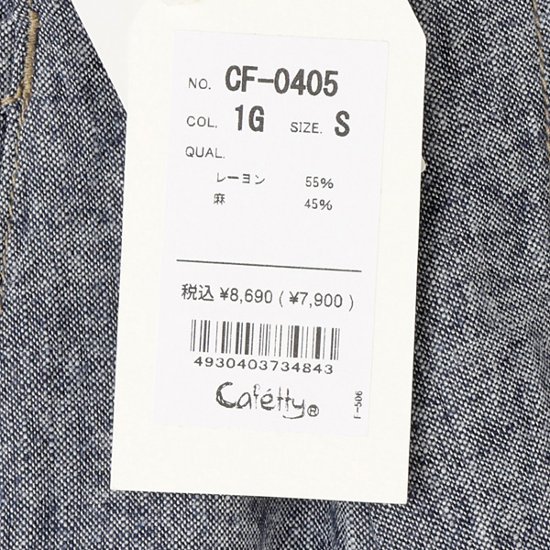 NO. CF-0405
COL. 1G SIZE. S
QUAL.
レーヨン 55%
麻 45%
税込 ¥8,690 ( ¥7,900 )
4930403734843
Cafetty®
F-506